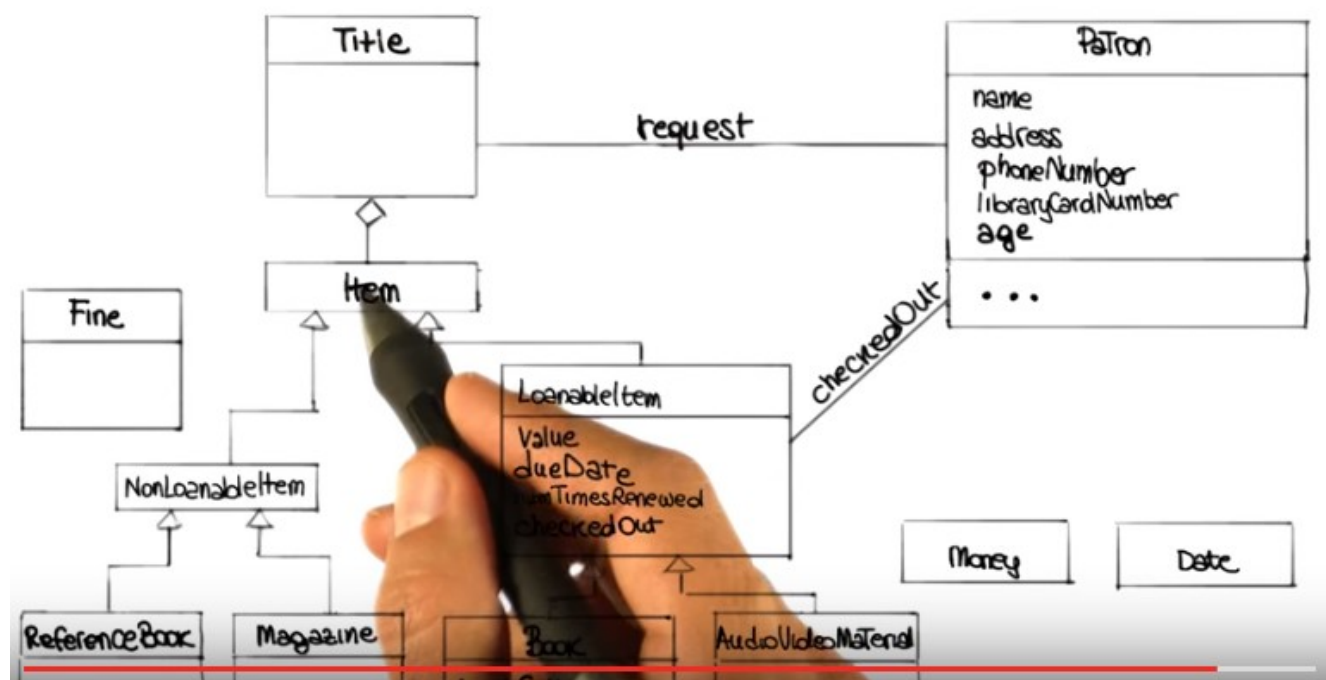 Title
Patron
name
address
phoneNumber
libraryCardNumber
age
...
request
Item
Fine
checkedOut
LoanableItem
Value
dueDate
numTimesRenewed
checkedOut
NonLoanableItem
Money
Date
ReferenceBook
Magazine
Book
AudioVideoMaterial